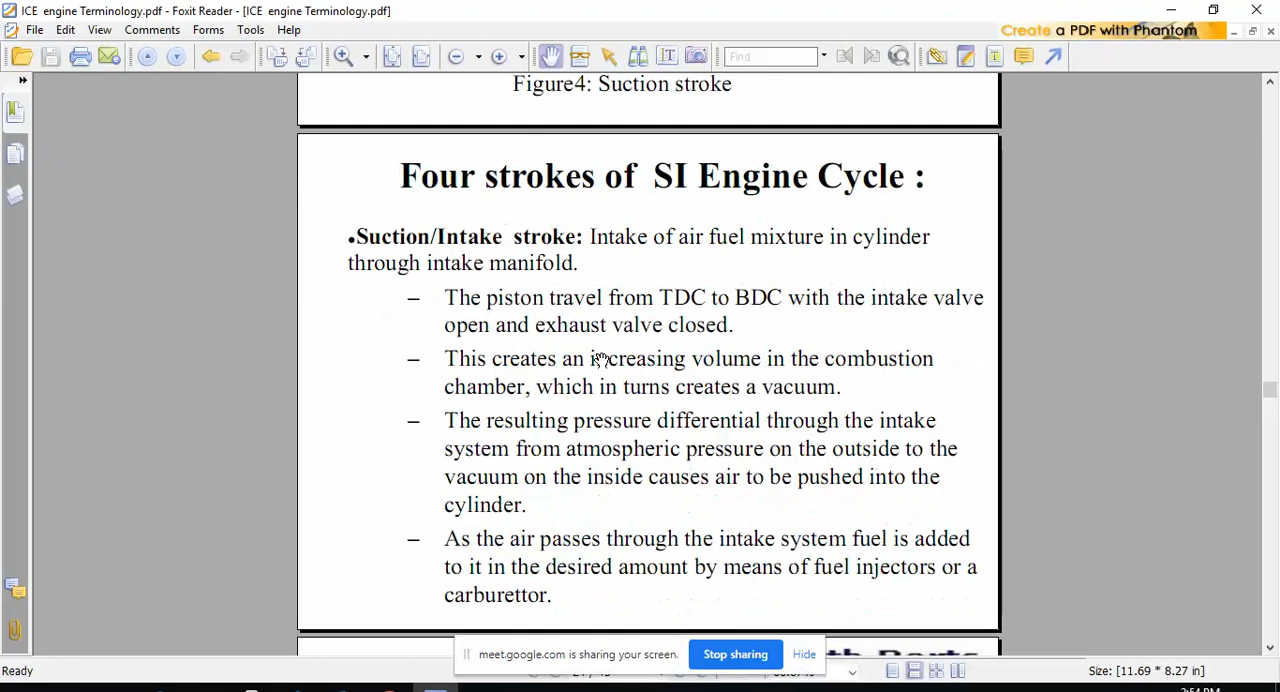 ICE engine Terminology.pdf - Foxit Reader - [ICE engine Terminology.pdf]
File Edit View Comments Forms Tools Help
Create a PDF with Phantom
Find
Figure4: Suction stroke
Four strokes of SI Engine Cycle :
•Suction/Intake stroke: Intake of air fuel mixture in cylinder
through intake manifold.
– The piston travel from TDC to BDC with the intake valve
open and exhaust valve closed.
– This creates an increasing volume in the combustion
chamber, which in turns creates a vacuum.
– The resulting pressure differential through the intake
system from atmospheric pressure on the outside to the
vacuum on the inside causes air to be pushed into the
cylinder.
– As the air passes through the intake system fuel is added
to it in the desired amount by means of fuel injectors or a
carburettor.
meet.google.com is sharing your screen.
Stop sharing
Hide
Ready
Size: [11.69 * 8.27 in]
2:54 PM